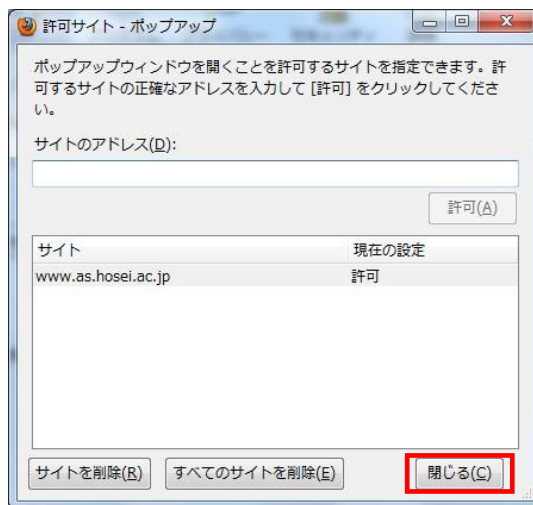 許可サイト - ポップアップ
ポップアップウィンドウを開くことを許可するサイトを指定できます。許
可するサイトの正確なアドレスを入力して [許可] をクリックしてくださ
い。
サイトのアドレス(D):
許可(A)
サイト 現在の設定
www.as.hosei.ac.jp 許可
サイトを削除(R) すべてのサイトを削除(E) 閉じる(C)